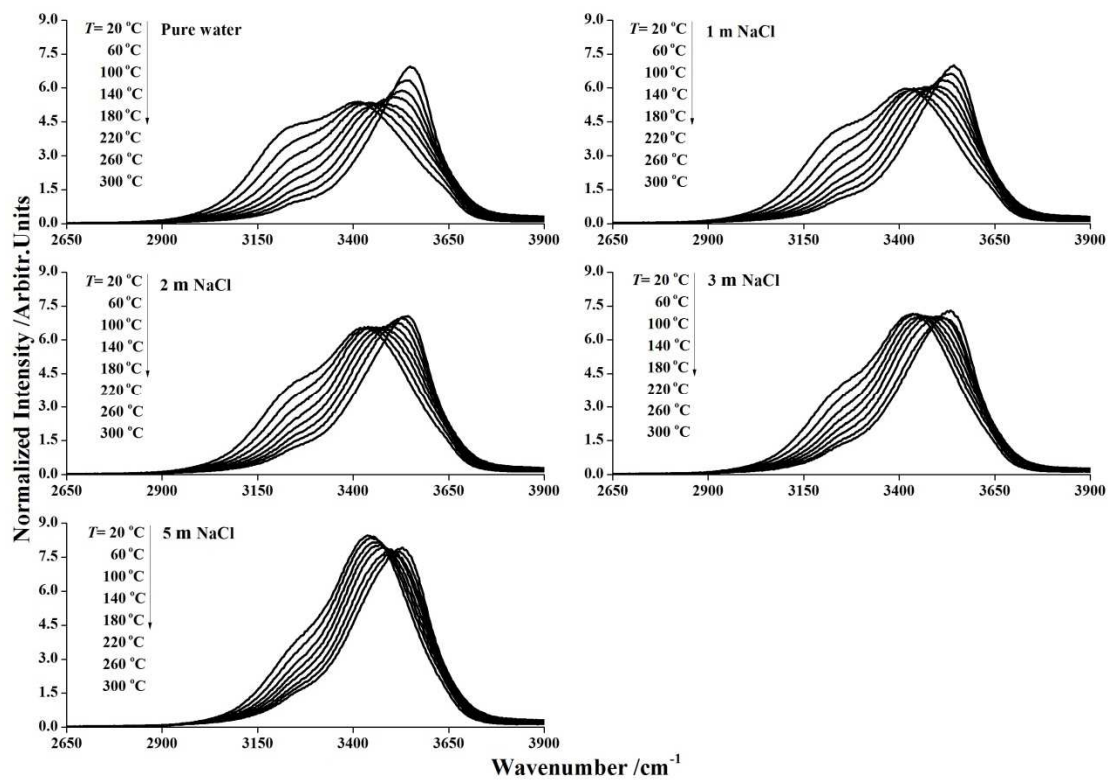 Normalized Intensity /Arbitr.Units
9.0
7.5
6.0
4.5
3.0
1.5
0.0
T= 20 °C
60 °C
100 °C
140 °C
180 °C
220 °C
260 °C
300 °C
Pure water
2650 2900 3150 3400 3650 3900
9.0
7.5
6.0
4.5
3.0
1.5
0.0
T= 20 °C
60 °C
100 °C
140 °C
180 °C
220 °C
260 °C
300 °C
1 m NaCl
2650 2900 3150 3400 3650 3900
9.0
7.5
6.0
4.5
3.0
1.5
0.0
T= 20 °C
60 °C
100 °C
140 °C
180 °C
220 °C
260 °C
300 °C
2 m NaCl
2650 2900 3150 3400 3650 3900
9.0
7.5
6.0
4.5
3.0
1.5
0.0
T= 20 °C
60 °C
100 °C
140 °C
180 °C
220 °C
260 °C
300 °C
3 m NaCl
2650 2900 3150 3400 3650 3900
9.0
7.5
6.0
4.5
3.0
1.5
0.0
T= 20 °C
60 °C
100 °C
140 °C
180 °C
220 °C
260 °C
300 °C
5 m NaCl
2650 2900 3150 3400 3650 3900
Wavenumber /cm⁻¹